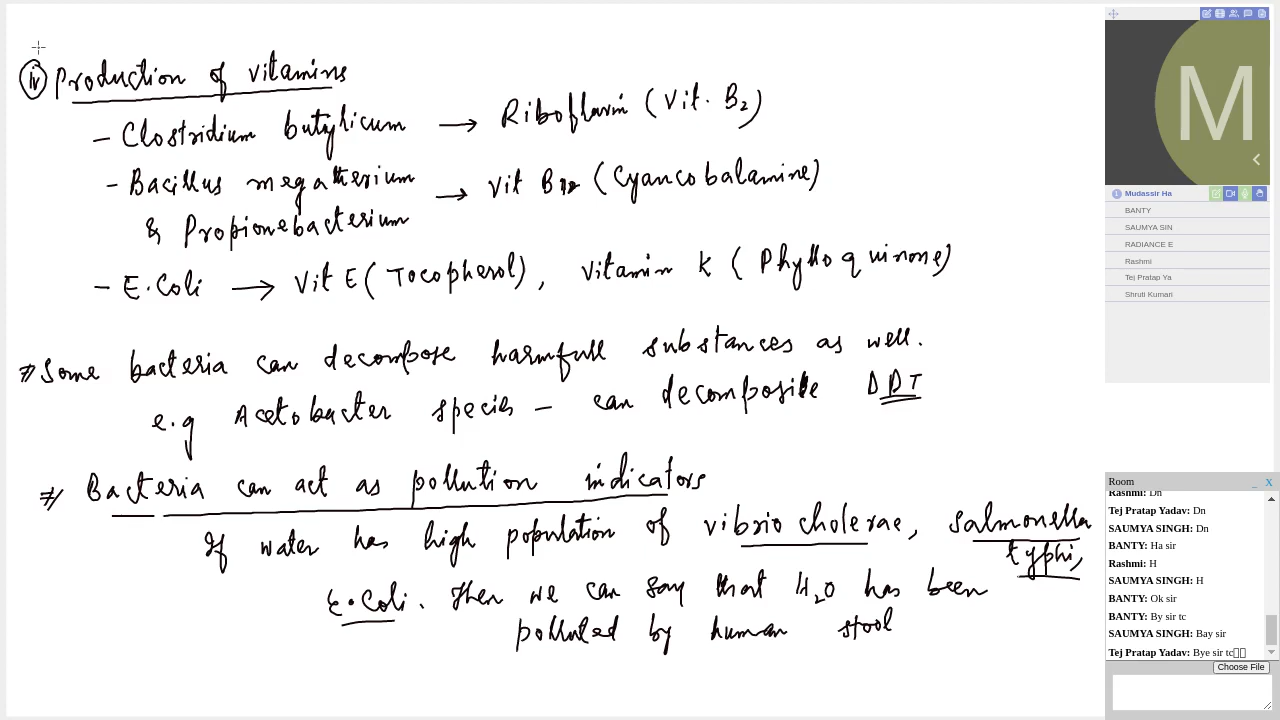 iv Production of vitamins
- Clostridium butylicum → Riboflavin (Vit. B2)
- Bacillus megatherium → Vit B12 (Cyancobalamine)
& Propionebacterium
- E.Coli → Vit E (Tocopherol), Vitamin K (Phylloquinone)
⇒ Some bacteria can decompose harmfull substances as well.
e.g Acetobacter species - can decomposite DDT
⇒ Bacteria can act as pollution indicators
If water has high population of vibrio cholerae, Salmonella
typhi,
E.Coli. Then we can say that H2O has been
polluted by human stool
M
1 Mudassir Ha
BANTY
SAUMYA SIN
RADIANCE E
Rashmi
Tej Pratap Ya
Shruti Kumari
Room _ X
Rashmi: Dn
Tej Pratap Yadav: Dn
SAUMYA SINGH: Dn
BANTY: Ha sir
Rashmi: H
SAUMYA SINGH: H
BANTY: Ok sir
BANTY: By sir tc
SAUMYA SINGH: Bay sir
Tej Pratap Yadav: Bye sir tc
Choose File